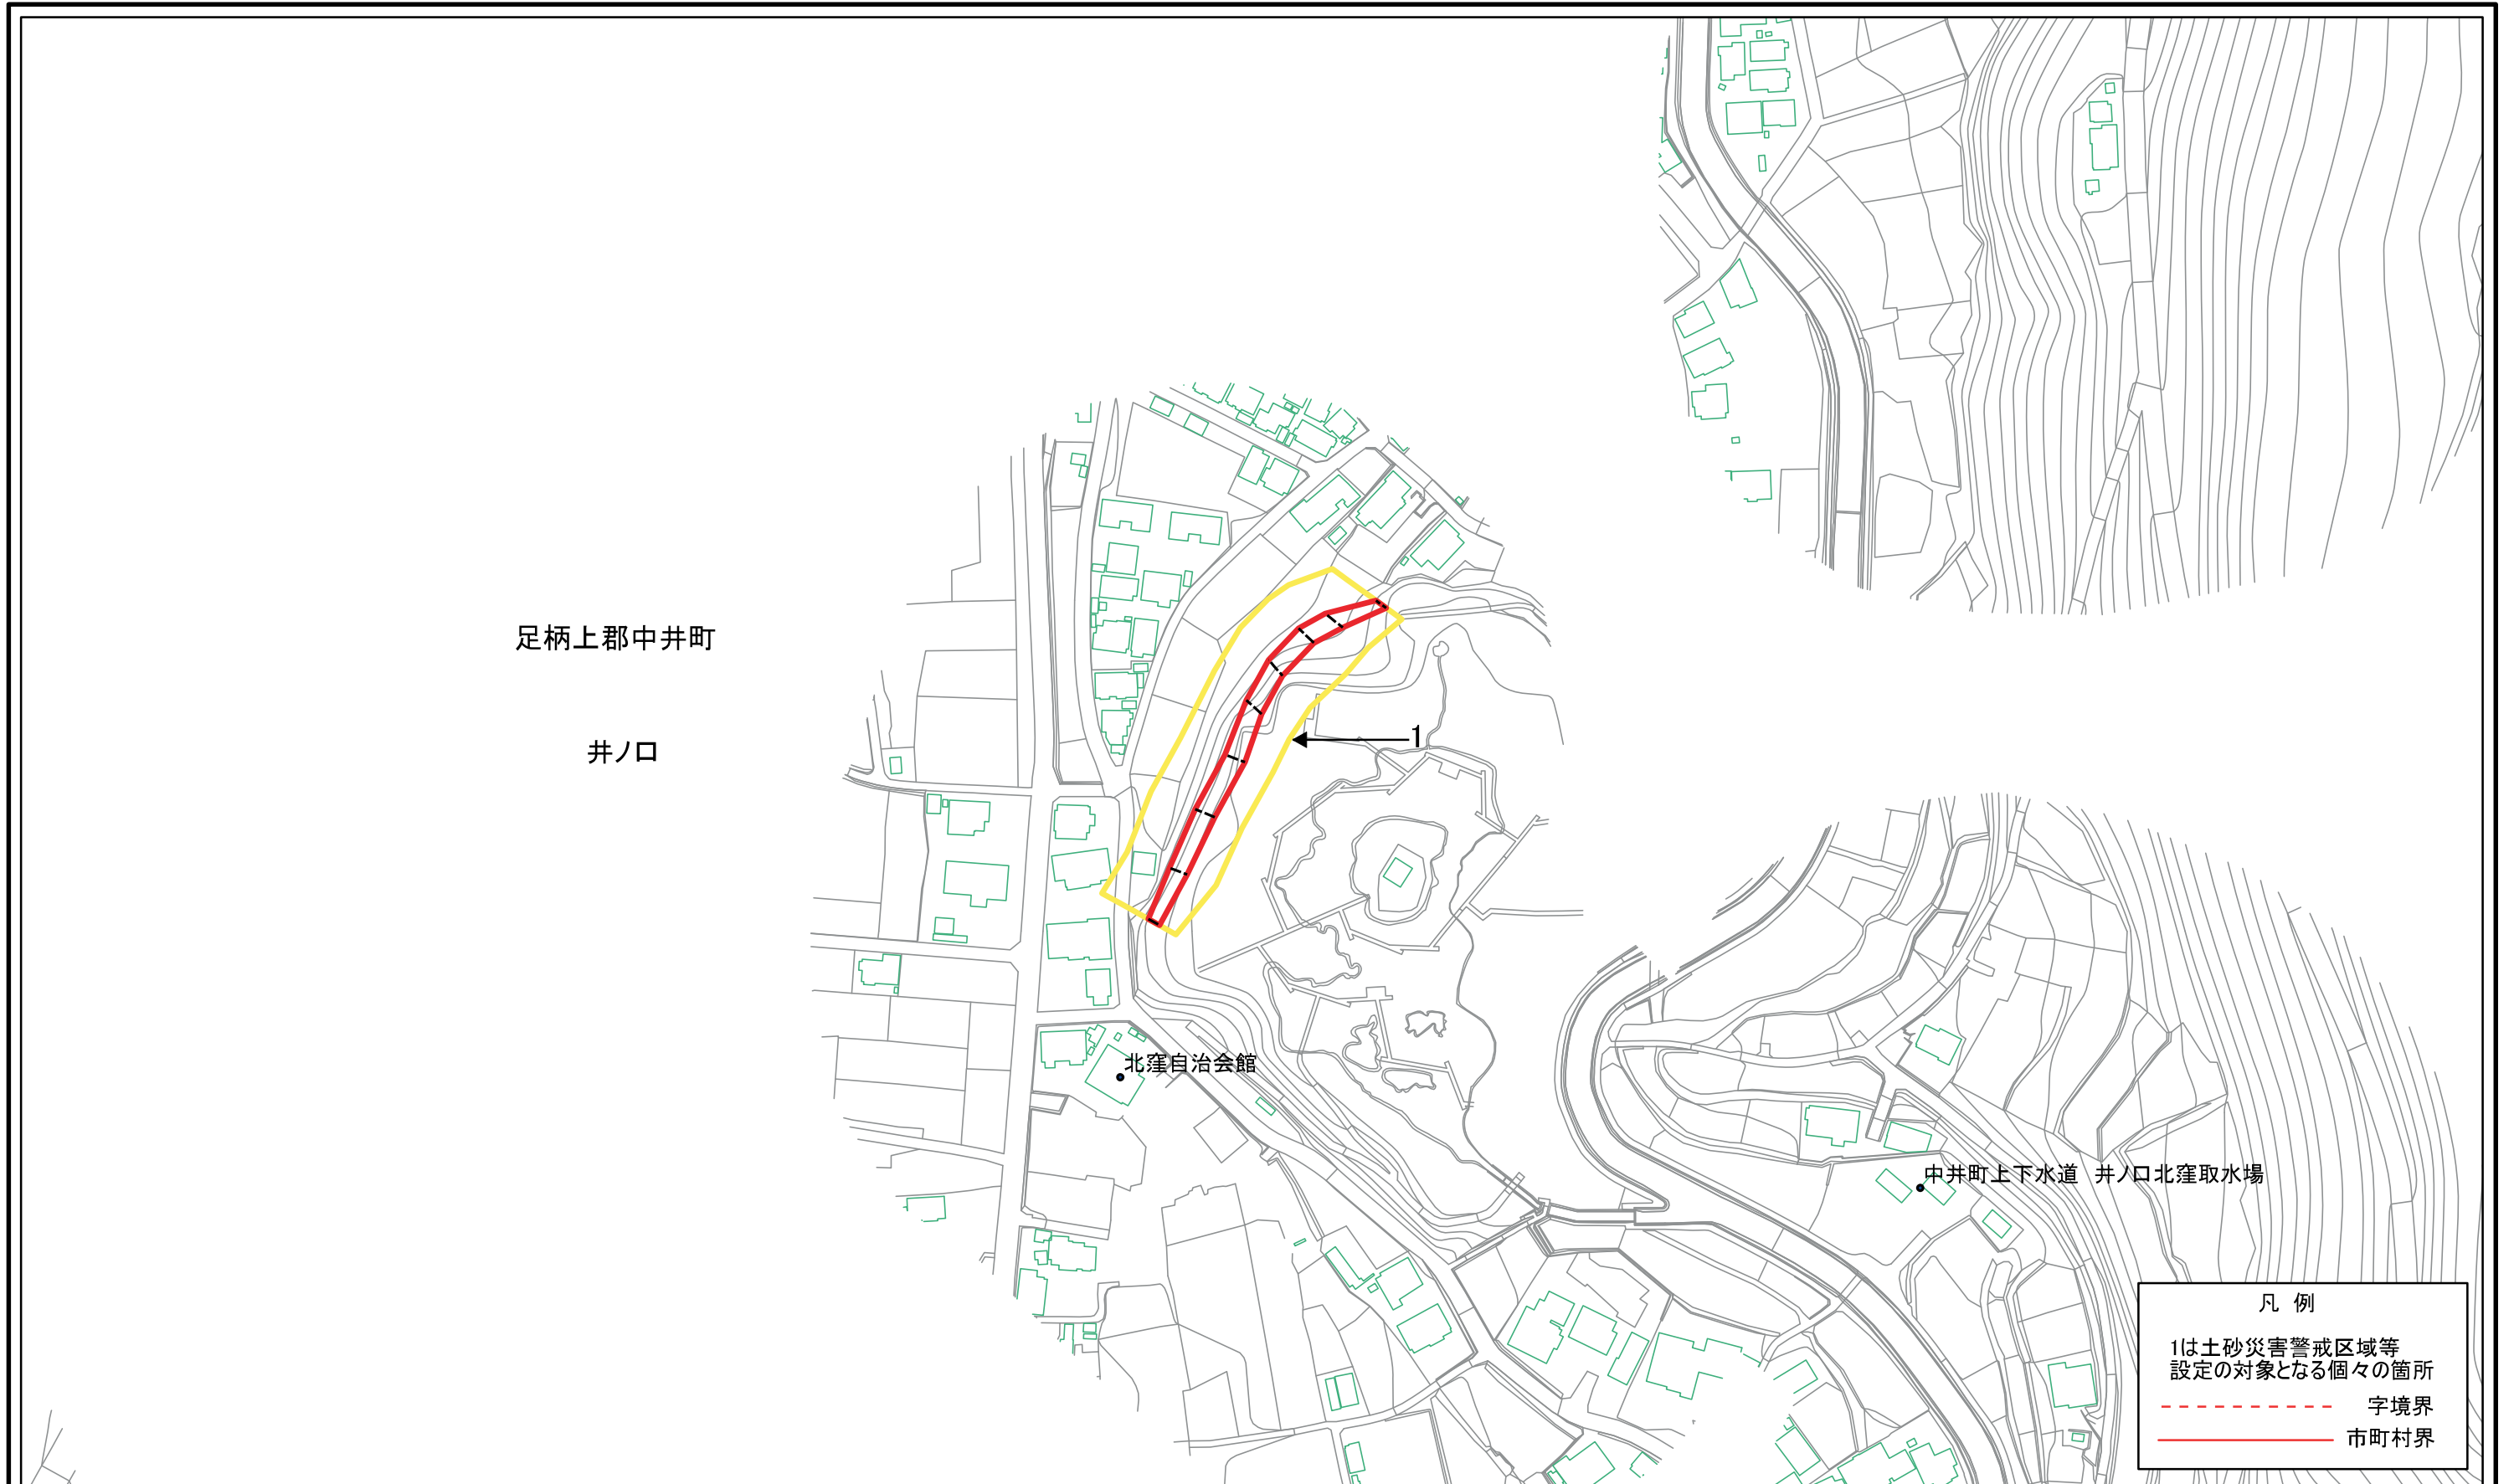 足柄上郡中井町
井ノ口
1
北窪自治会館
中井町上下水道　井ノ口北窪取水場
凡 例
1は土砂災害警戒区域等
設定の対象となる個々の箇所
字境界
市町村界